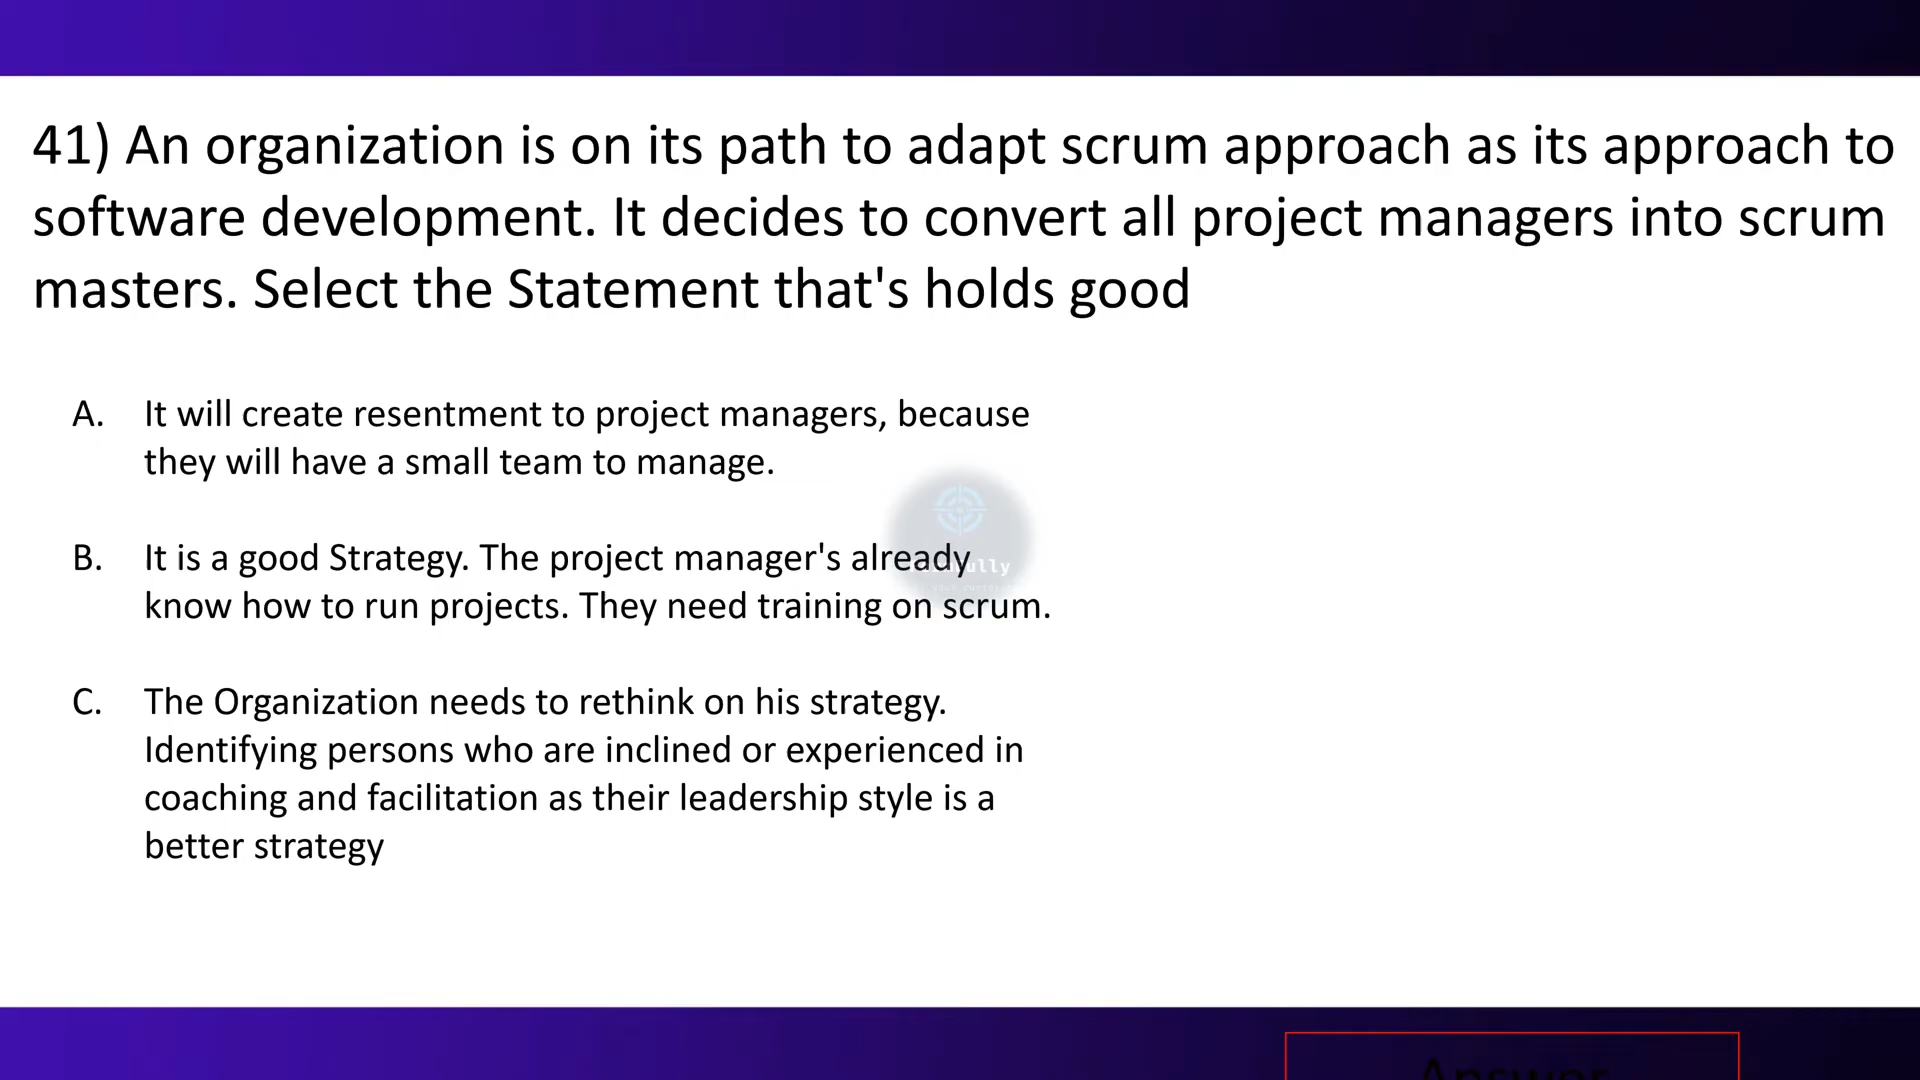 41) An organization is on its path to adapt scrum approach as its approach to
software development. It decides to convert all project managers into scrum
masters. Select the Statement that's holds good
A. It will create resentment to project managers, because
they will have a small team to manage.
B. It is a good Strategy. The project manager's already
know how to run projects. They need training on scrum.
C. The Organization needs to rethink on his strategy.
Identifying persons who are inclined or experienced in
coaching and facilitation as their leadership style is a
better strategy
Answer